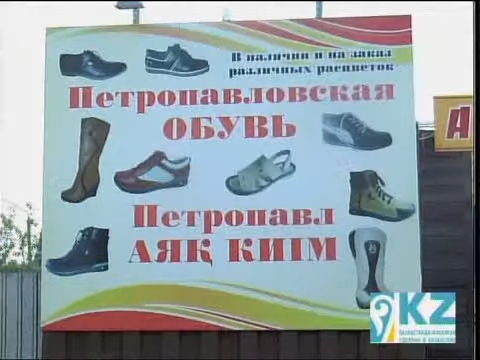 В наличии и на заказ
различных расцветок
Петропавловская
ОБУВЬ
Петропавл
АЯҚ КИІМ
А
KZ